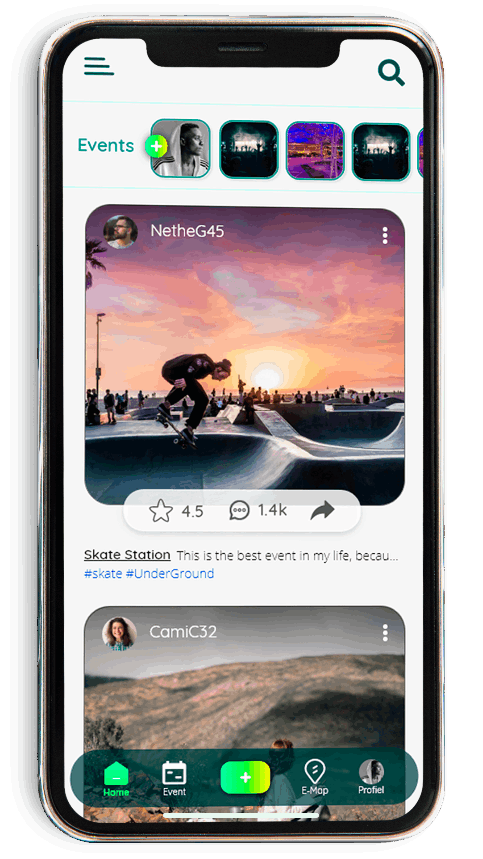 Events
NetheG45
4.5 1.4k
Skate Station This is the best event in my life, becau...
#skate #UnderGround
CamiC32
Home Event E-Map Profiel